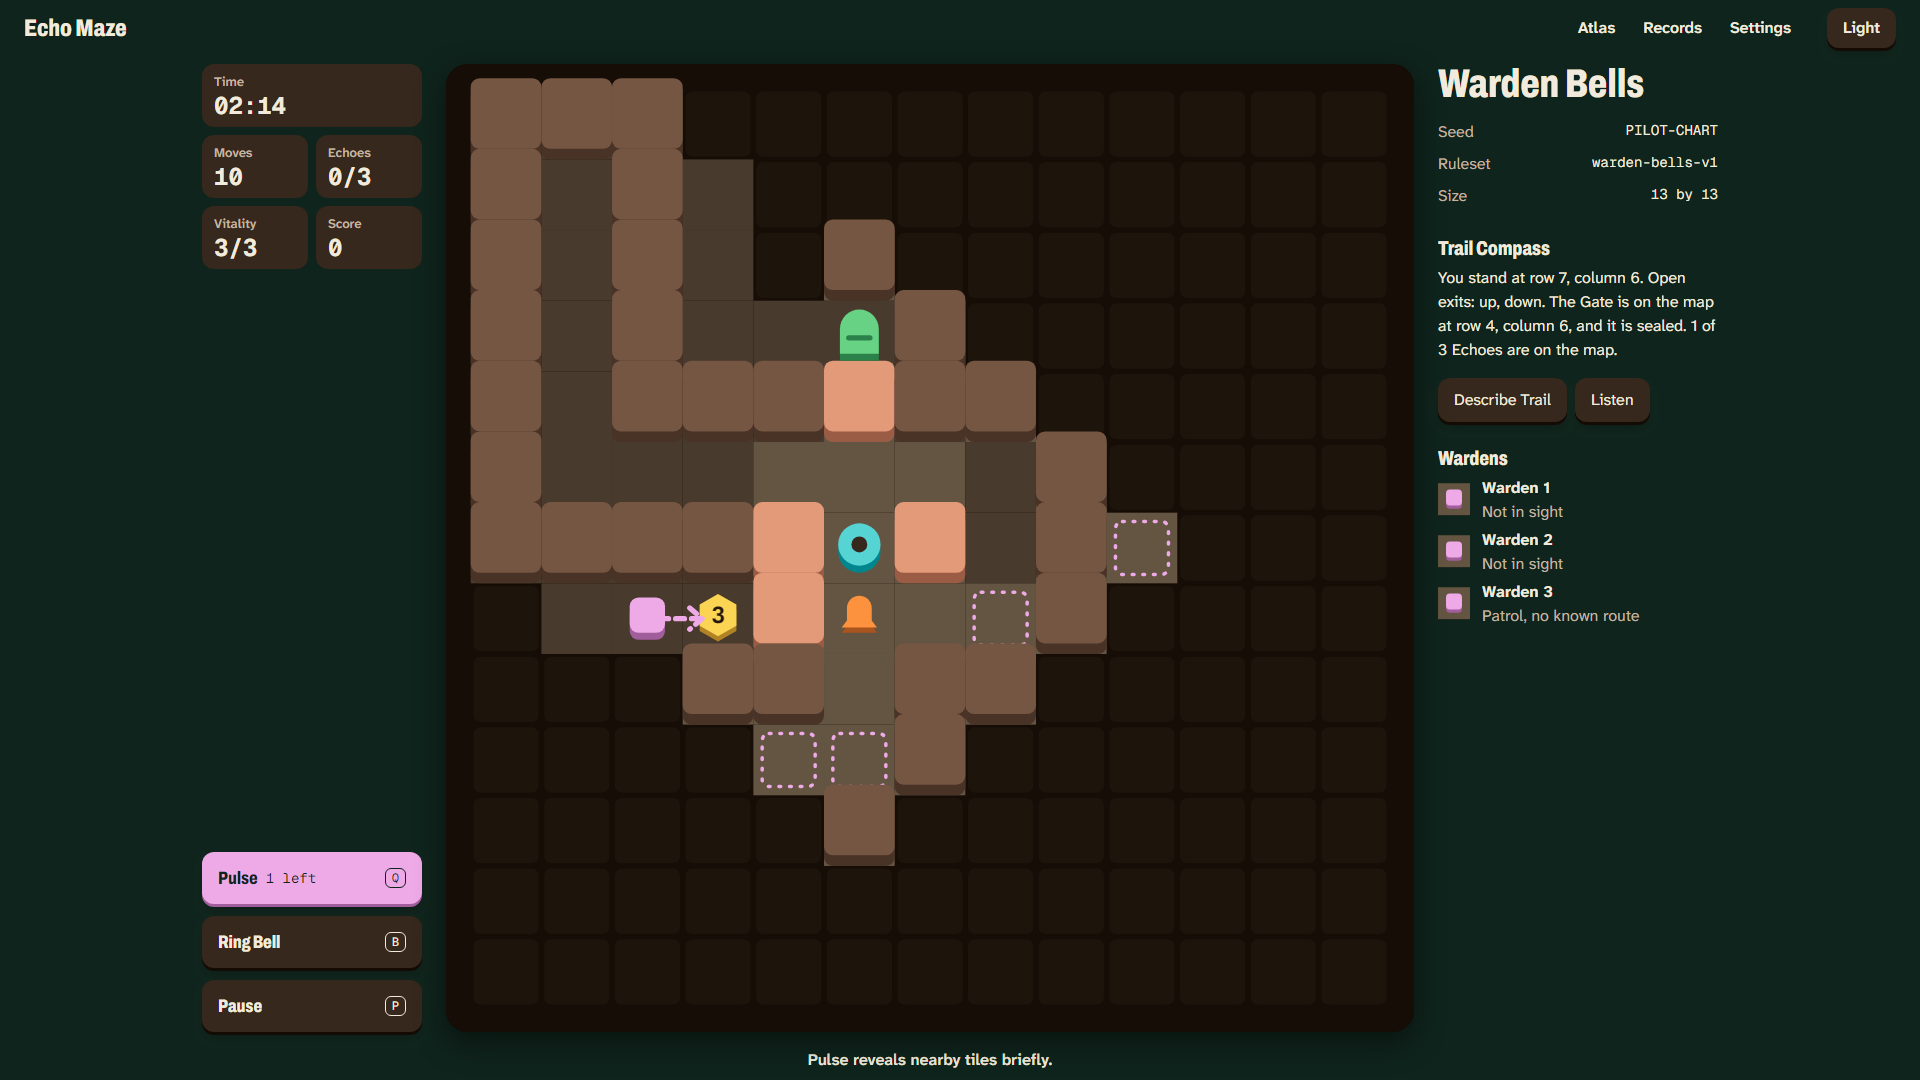 Echo Maze
Atlas
Records
Settings
Light
Time
02:14
Moves
10
Echoes
0/3
Vitality
3/3
Score
0
3
Pulse 1 left Q
Ring Bell B
Pause P
Pulse reveals nearby tiles briefly.
Warden Bells
Seed PILOT-CHART
Ruleset warden-bells-v1
Size 13 by 13
Trail Compass
You stand at row 7, column 6. Open
exits: up, down. The Gate is on the map
at row 4, column 6, and it is sealed. 1 of
3 Echoes are on the map.
Describe Trail
Listen
Wardens
Warden 1
Not in sight
Warden 2
Not in sight
Warden 3
Patrol, no known route